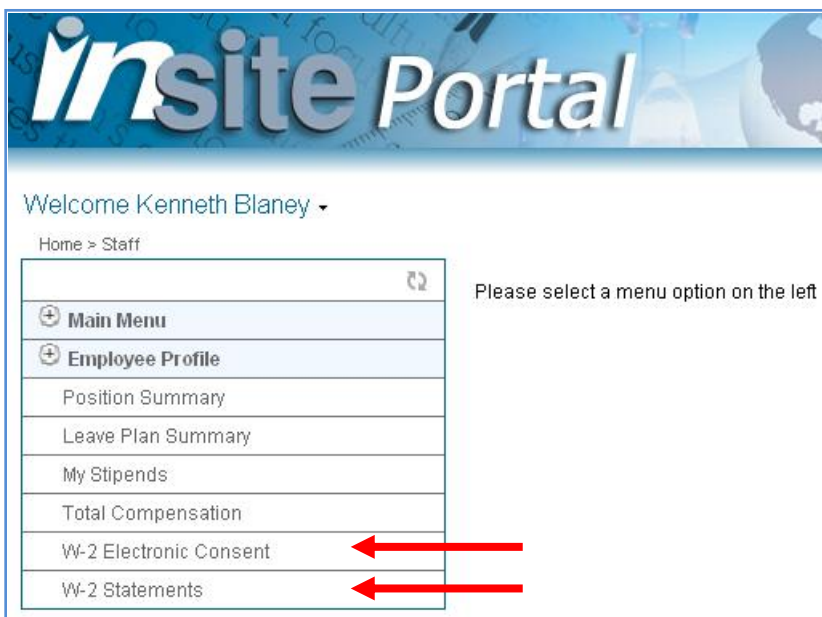 insite Portal
Welcome Kenneth Blaney
Home > Staff
Please select a menu option on the left
Main Menu
Employee Profile
Position Summary
Leave Plan Summary
My Stipends
Total Compensation
W-2 Electronic Consent
W-2 Statements